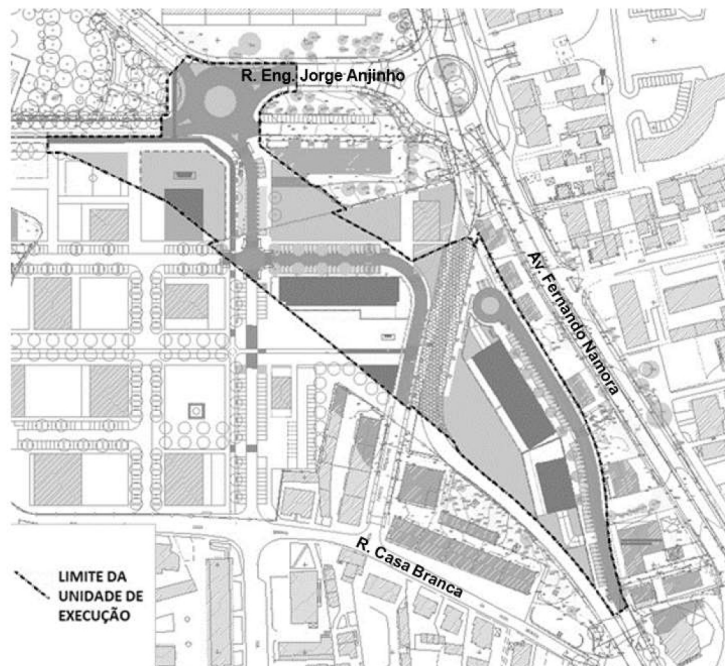 R. Eng. Jorge Anjinho
Av. Fernando Namora
R. Casa Branca
LIMITE DA
UNIDADE DE
EXECUÇÃO